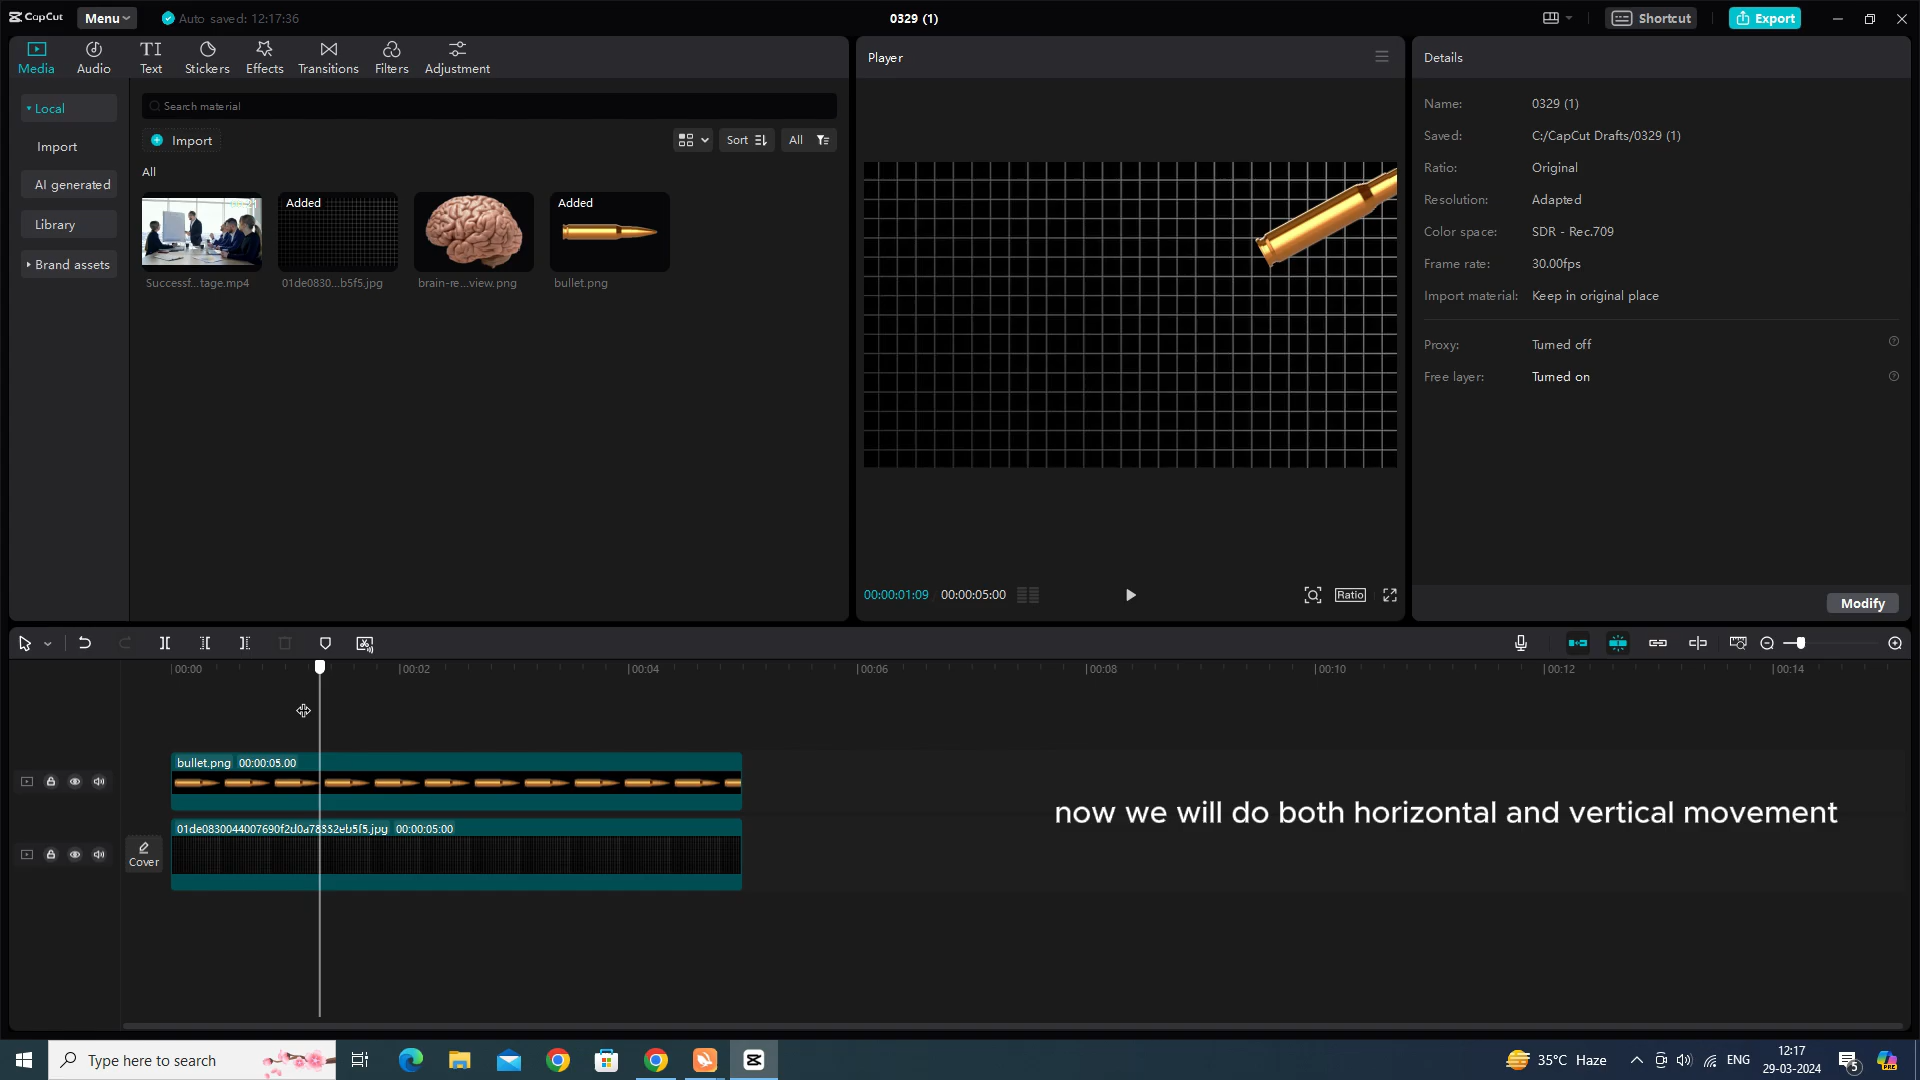 CapCut
Menu
Auto saved: 12:17:36
0329 (1)
Shortcut
Export
Media
Audio
TI
Text
Stickers
Effects
Transitions
Filters
Adjustment
Player
Details
Local
Import
AI generated
Library
Brand assets
Search material
Import
Sort
All
All
Added
Added
Successf...tage.mp4
01de0830...b5f5.jpg
brain-re...view.png
bullet.png
Name: 0329 (1)
Saved: C:/CapCut Drafts/0329 (1)
Ratio: Original
Resolution: Adapted
Color space: SDR - Rec.709
Frame rate: 30.00fps
Import material: Keep in original place
Proxy: Turned off
Free layer: Turned on
Modify
00:00:01:09 00:00:05:00
Ratio
00:00
00:02
00:04
00:06
00:08
00:10
00:12
00:14
bullet.png 00:00:05:00
01de0830044007690f2d0a78332eb5f5.jpg 00:00:05:00
Cover
now we will do both horizontal and vertical movement
Type here to search
35°C Haze
ENG
12:17
29-03-2024
5
PRE